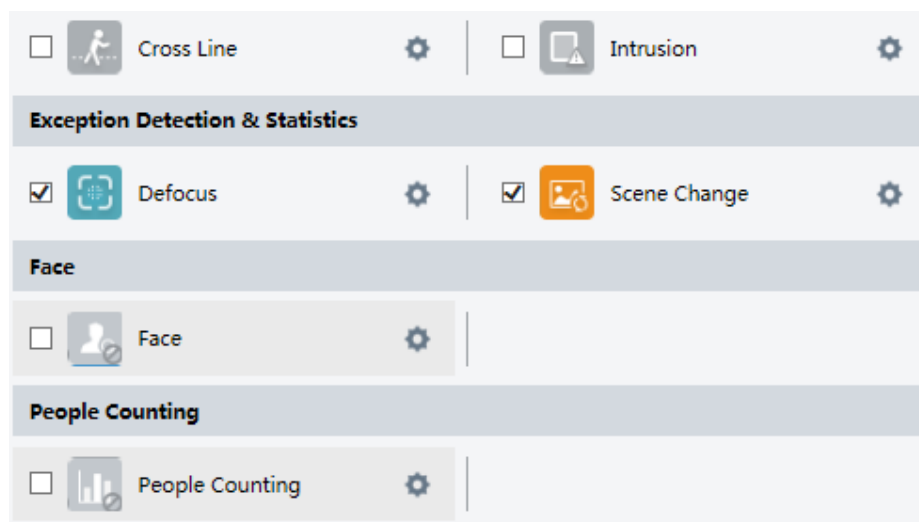 Cross Line
Intrusion
Exception Detection & Statistics
Defocus
Scene Change
Face
Face
People Counting
People Counting